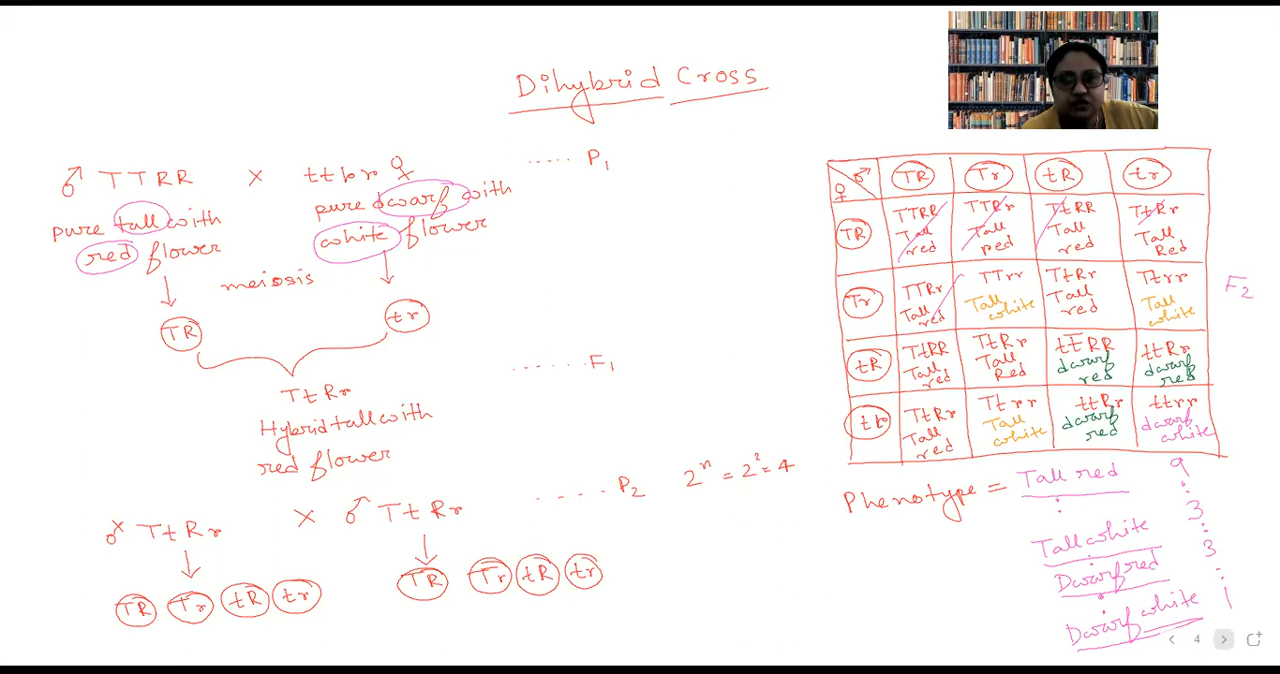 Dihybrid Cross
♂ TTRR × ttrr ♀ ..... P1
pure tall with
red flower
pure dwarf with
white flower
meiosis
TR
tr
...... F1
TtRr
Hybrid tall with
red flower
TtRr × ♂ TtRr ..... P2 2^n = 2^2 = 4
TR Tr tR tr
TR Tr tR tr
♂ TR Tr tR tr
♀
TR TTRR Tall red TTRr Tall red TtRR Tall red TtRr Tall Red
Tr TTRr Tall red TTrr Tall white TtRr Tall red Ttrr Tall white
tR TtRR Tall red TtRr Tall Red ttRR dwarf red ttRr dwarf red
tr TtRr Tall red Ttrr Tall white ttRr dwarf red ttrr dwarf white
F2
Phenotype = Tall red 9
: :
Tall white 3
: :
Dwarf red 3
: :
Dwarf white 1
4